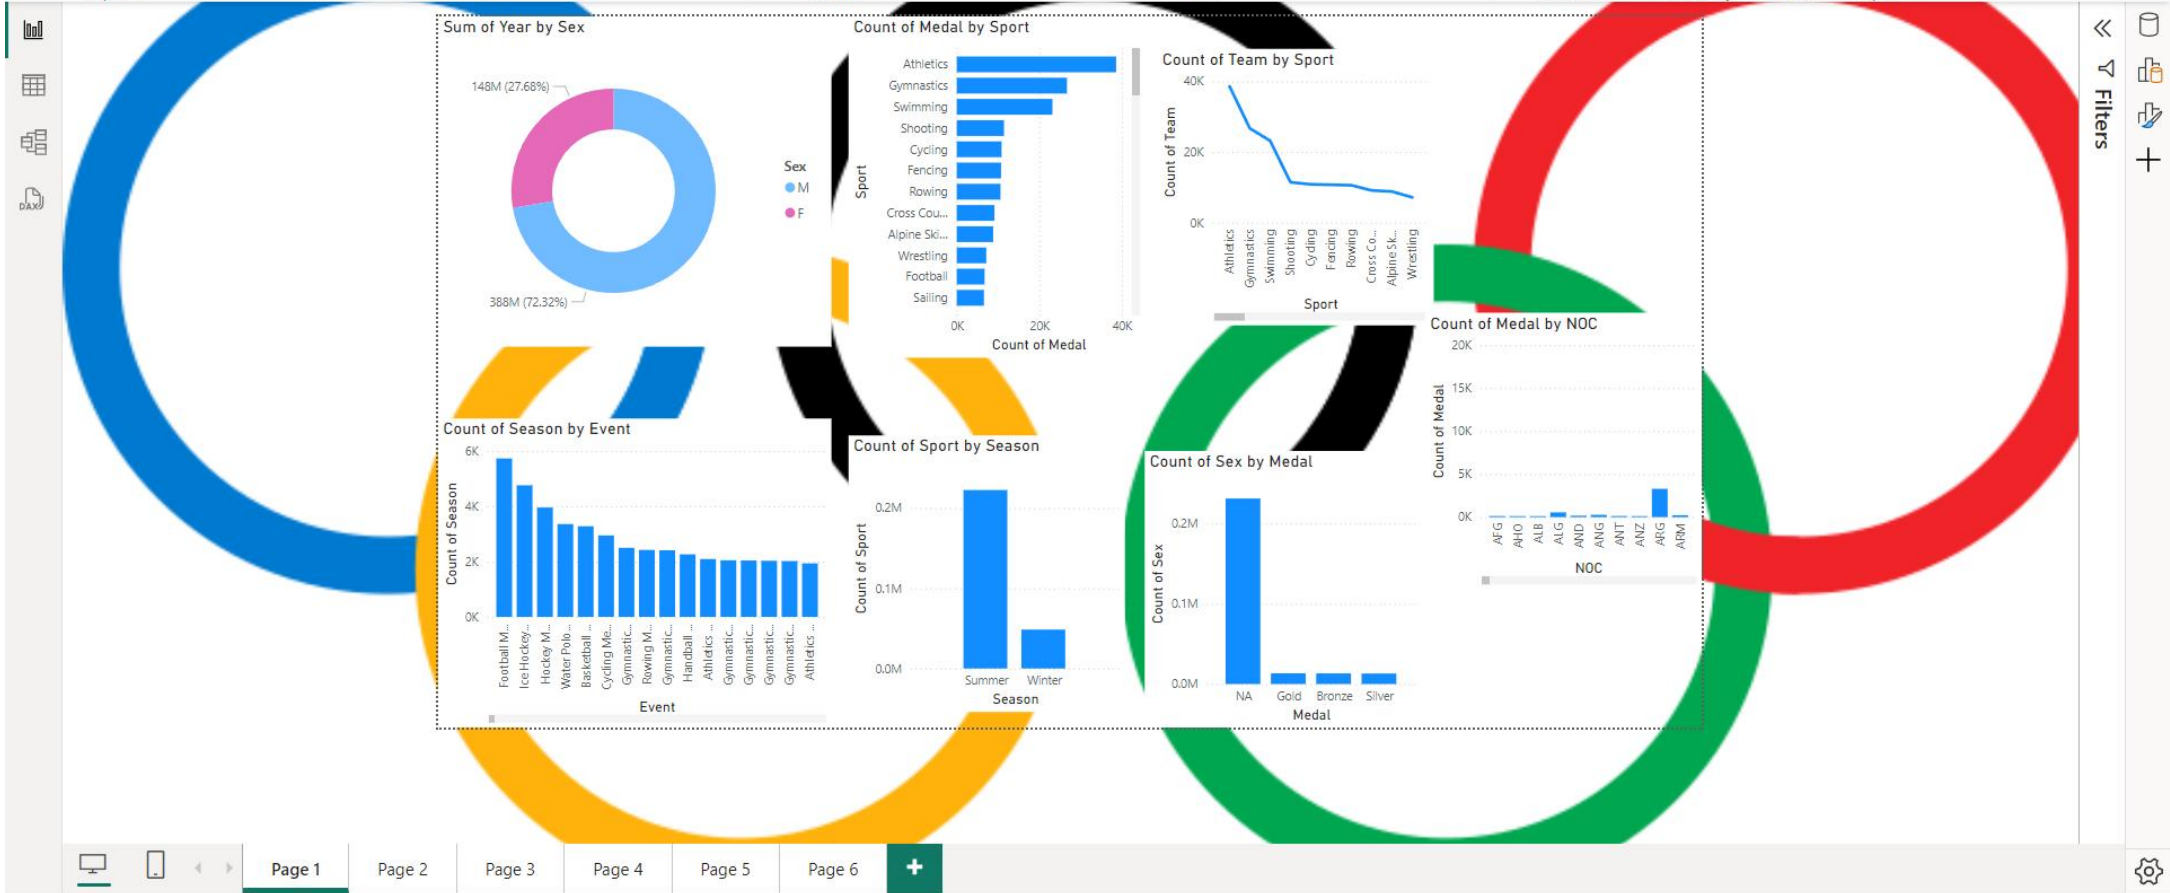 Sum of Year by Sex
148M (27.68%)
388M (72.32%)
Sex
M
F
Count of Medal by Sport
Sport
Athletics
Gymnastics
Swimming
Shooting
Cycling
Fencing
Rowing
Cross Cou...
Alpine Ski...
Wrestling
Football
Sailing
0K 20K 40K
Count of Medal
Count of Team by Sport
Count of Team
40K
20K
0K
Athletics
Gymnastics
Swimming
Shooting
Cycling
Fencing
Rowing
Cross Co...
Alpine Sk...
Wrestling
Sport
Count of Medal by NOC
Count of Medal
20K
15K
10K
5K
0K
AFG
AHO
ALB
ALG
AND
ANG
ANT
ANZ
ARG
ARM
NOC
Count of Season by Event
Count of Season
6K
4K
2K
0K
Football M...
Ice Hockey...
Hockey M...
Water Polo ...
Basketball ...
Cycling Me...
Gymnastic...
Rowing M...
Gymnastic...
Handball ...
Athletics ...
Gymnastic...
Gymnastic...
Gymnastic...
Gymnastic...
Athletics ...
Event
Count of Sport by Season
Count of Sport
0.2M
0.1M
0.0M
Summer Winter
Season
Count of Sex by Medal
Count of Sex
0.2M
0.1M
0.0M
NA Gold Bronze Silver
Medal
Filters
DAX
Page 1 Page 2 Page 3 Page 4 Page 5 Page 6 +